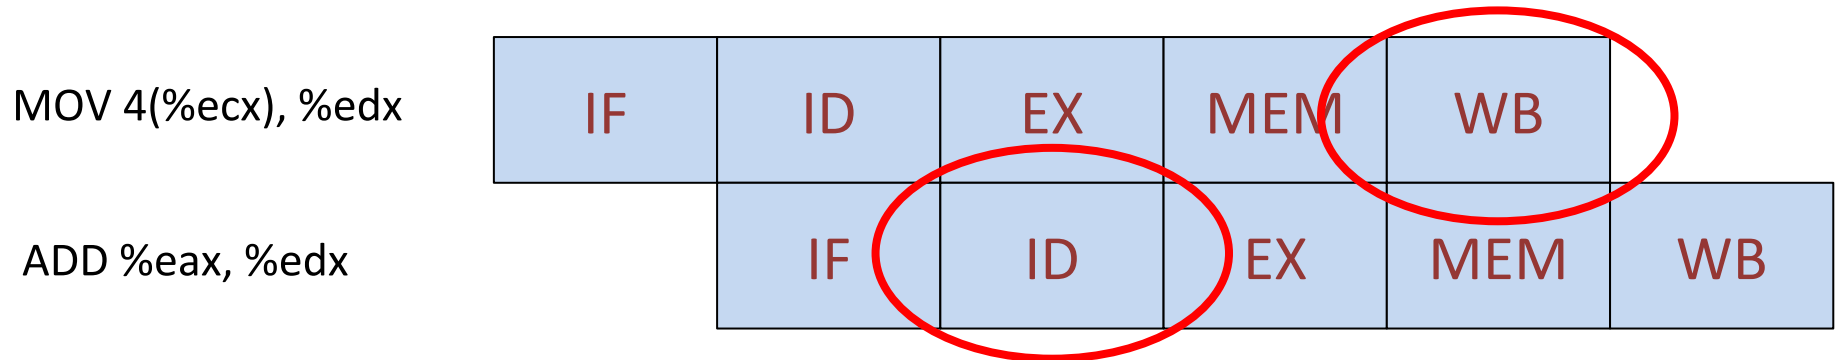 MOV 4(%ecx), %edx IF ID EX MEM WB
ADD %eax, %edx IF ID EX MEM WB